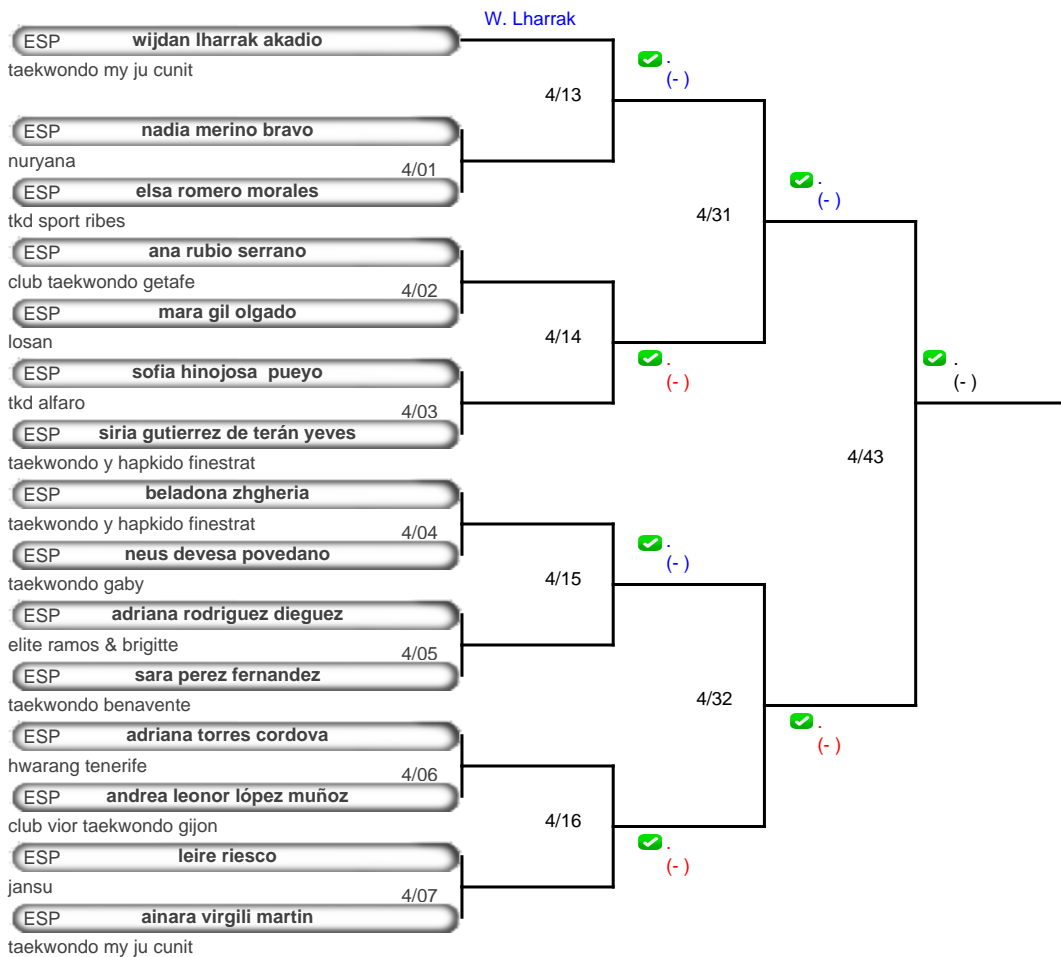 W. Lharrak
ESP wijdan lharrak akadio
taekwondo my ju cunit
.
(- )
4/13
ESP nadia merino bravo
nuryana
4/01
ESP elsa romero morales
tkd sport ribes
.
(- )
4/31
ESP ana rubio serrano
club taekwondo getafe
4/02
ESP mara gil olgado
losan
4/14
.
(- )
ESP sofia hinojosa  pueyo
tkd alfaro
4/03
ESP siria gutierrez de terán yeves
taekwondo y hapkido finestrat
.
(- )
4/43
ESP beladona zhgheria
taekwondo y hapkido finestrat
4/04
ESP neus devesa povedano
taekwondo gaby
.
(- )
4/15
ESP adriana rodriguez dieguez
elite ramos & brigitte
4/05
ESP sara perez fernandez
taekwondo benavente
4/32
.
(- )
ESP adriana torres cordova
hwarang tenerife
4/06
ESP andrea leonor lópez muñoz
club vior taekwondo gijon
4/16
.
(- )
ESP leire riesco
jansu
4/07
ESP ainara virgili martin
taekwondo my ju cunit